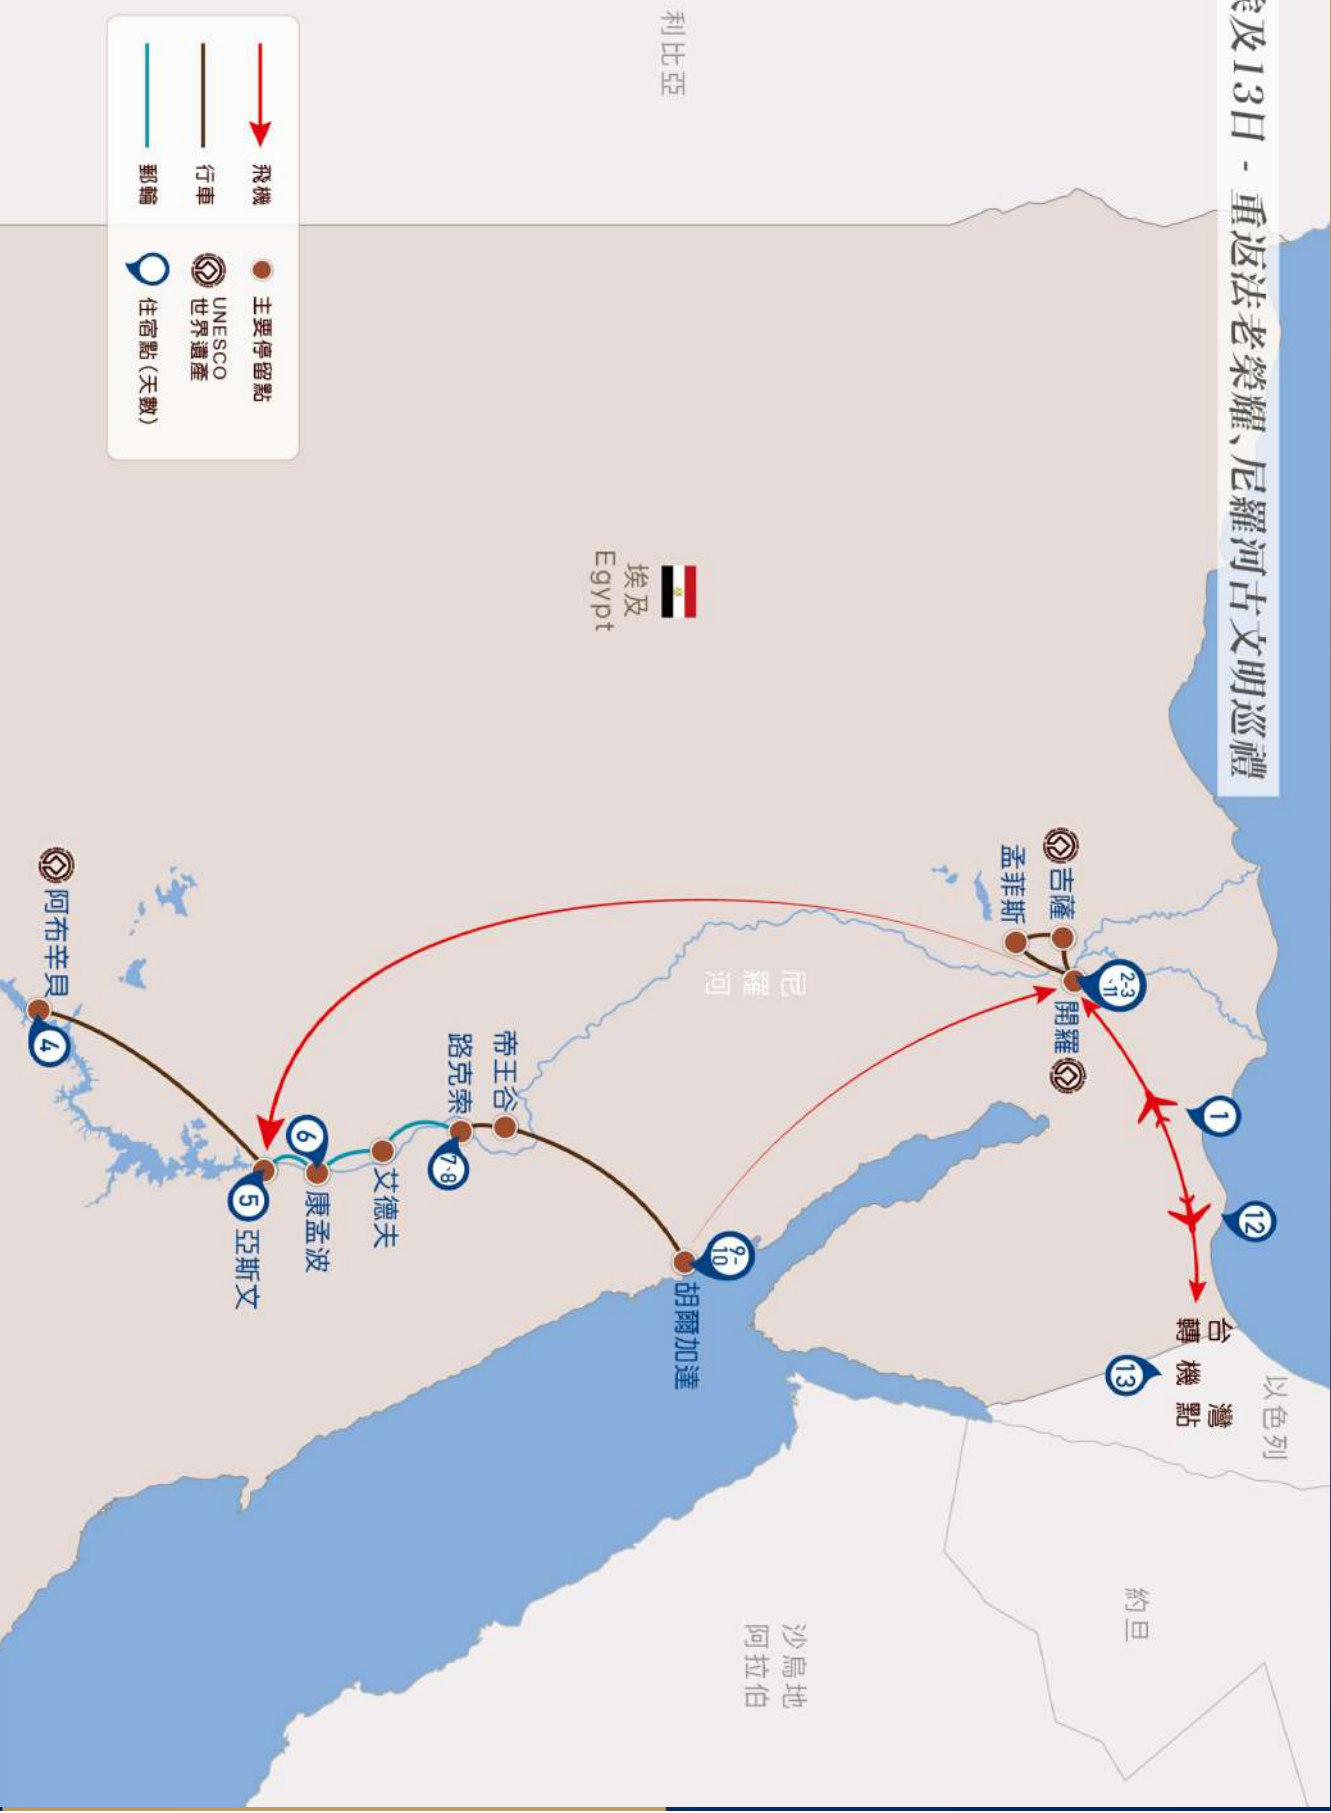 埃及13日 - 重返法老榮耀、尼羅河古文明巡禮
利比亞
以色列
約旦
沙烏地
阿拉伯
埃及
Egypt
尼羅河
台灣
轉機點
1
12
13
吉薩
孟菲斯
2-3
、11
開羅
9-
10
胡爾加達
帝王谷
路克索
7、8
艾德夫
6
康孟波
5
亞斯文
阿布辛貝
4
飛機
行車
郵輪
主要停留點
UNESCO
世界遺產
住宿點(天數)